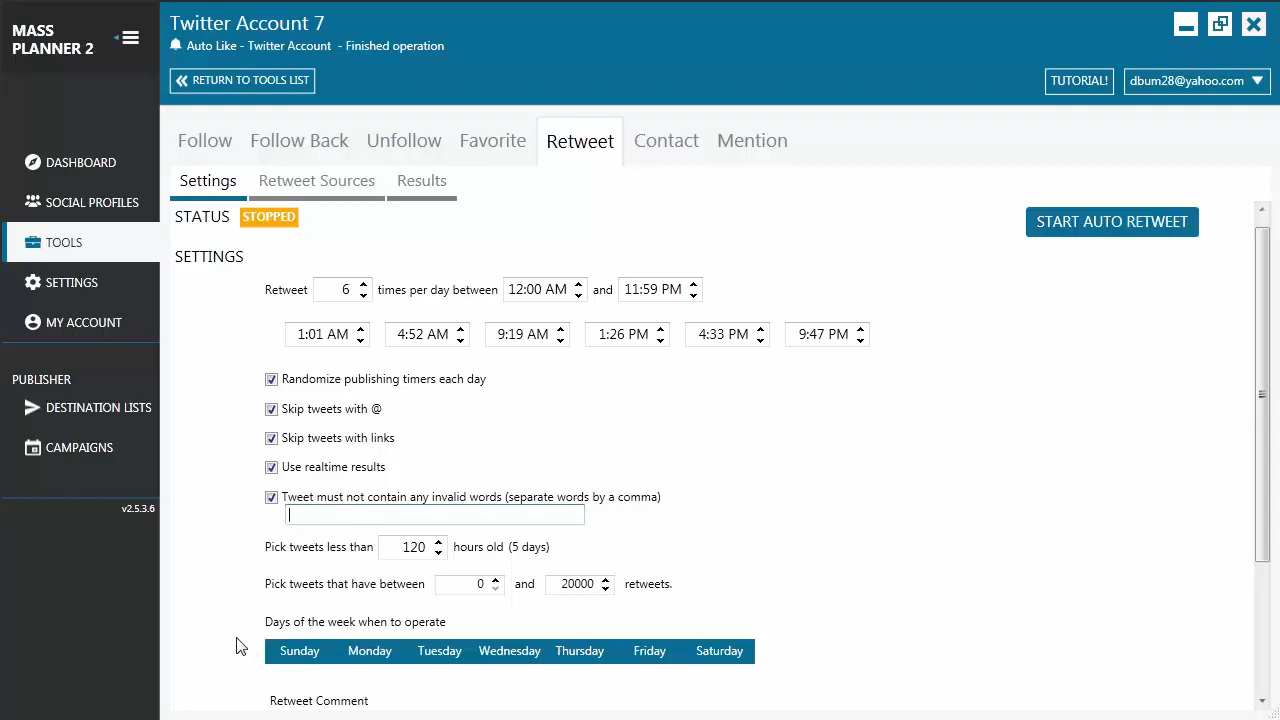 MASS
PLANNER 2
Twitter Account 7
Auto Like - Twitter Account - Finished operation
RETURN TO TOOLS LIST
TUTORIAL!
dbum28@yahoo.com
DASHBOARD
SOCIAL PROFILES
TOOLS
SETTINGS
MY ACCOUNT
PUBLISHER
DESTINATION LISTS
CAMPAIGNS
v2.5.3.6
Follow Follow Back Unfollow Favorite Retweet Contact Mention
Settings Retweet Sources Results
STATUS STOPPED
START AUTO RETWEET
SETTINGS
Retweet 6 times per day between 12:00 AM and 11:59 PM
1:01 AM 4:52 AM 9:19 AM 1:26 PM 4:33 PM 9:47 PM
Randomize publishing timers each day
Skip tweets with @
Skip tweets with links
Use realtime results
Tweet must not contain any invalid words (separate words by a comma)
Pick tweets less than 120 hours old (5 days)
Pick tweets that have between 0 and 20000 retweets.
Days of the week when to operate
Sunday Monday Tuesday Wednesday Thursday Friday Saturday
Retweet Comment